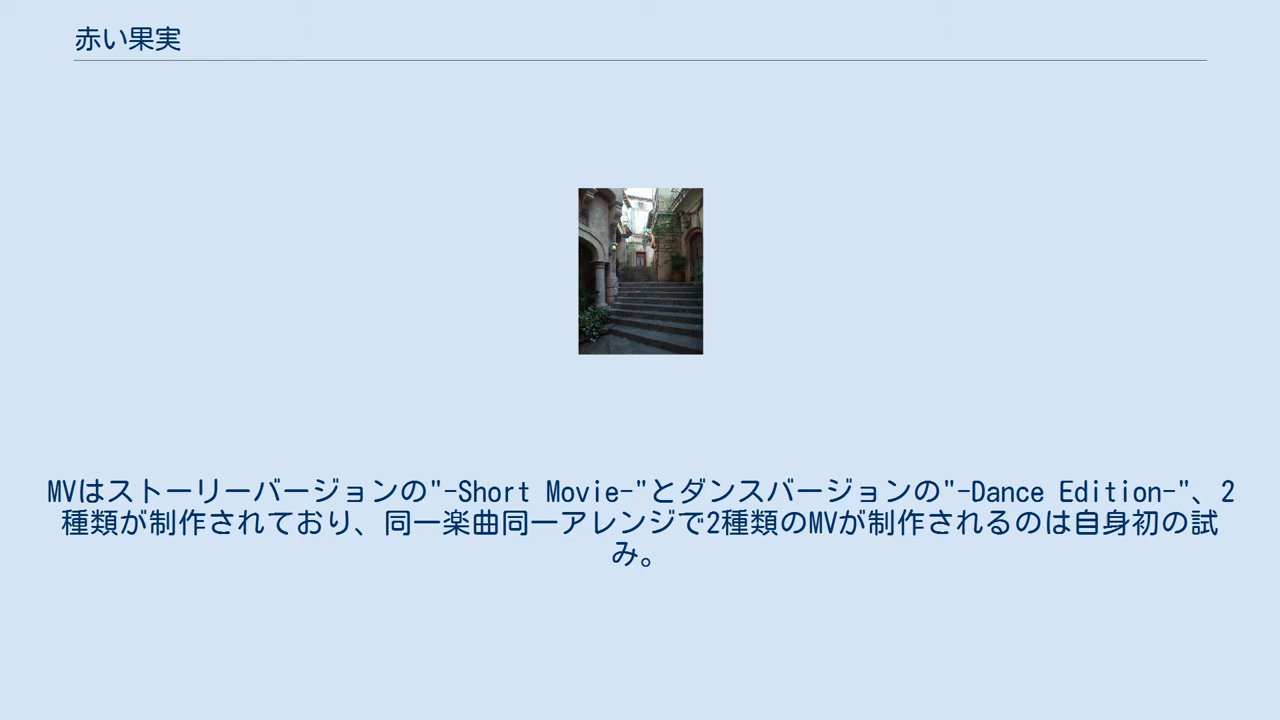 赤い果実
MVはストーリーバージョンの"-Short Movie-"とダンスバージョンの"-Dance Edition-"、2
種類が制作されており、同一楽曲同一アレンジで2種類のMVが制作されるのは自身初の試
み。